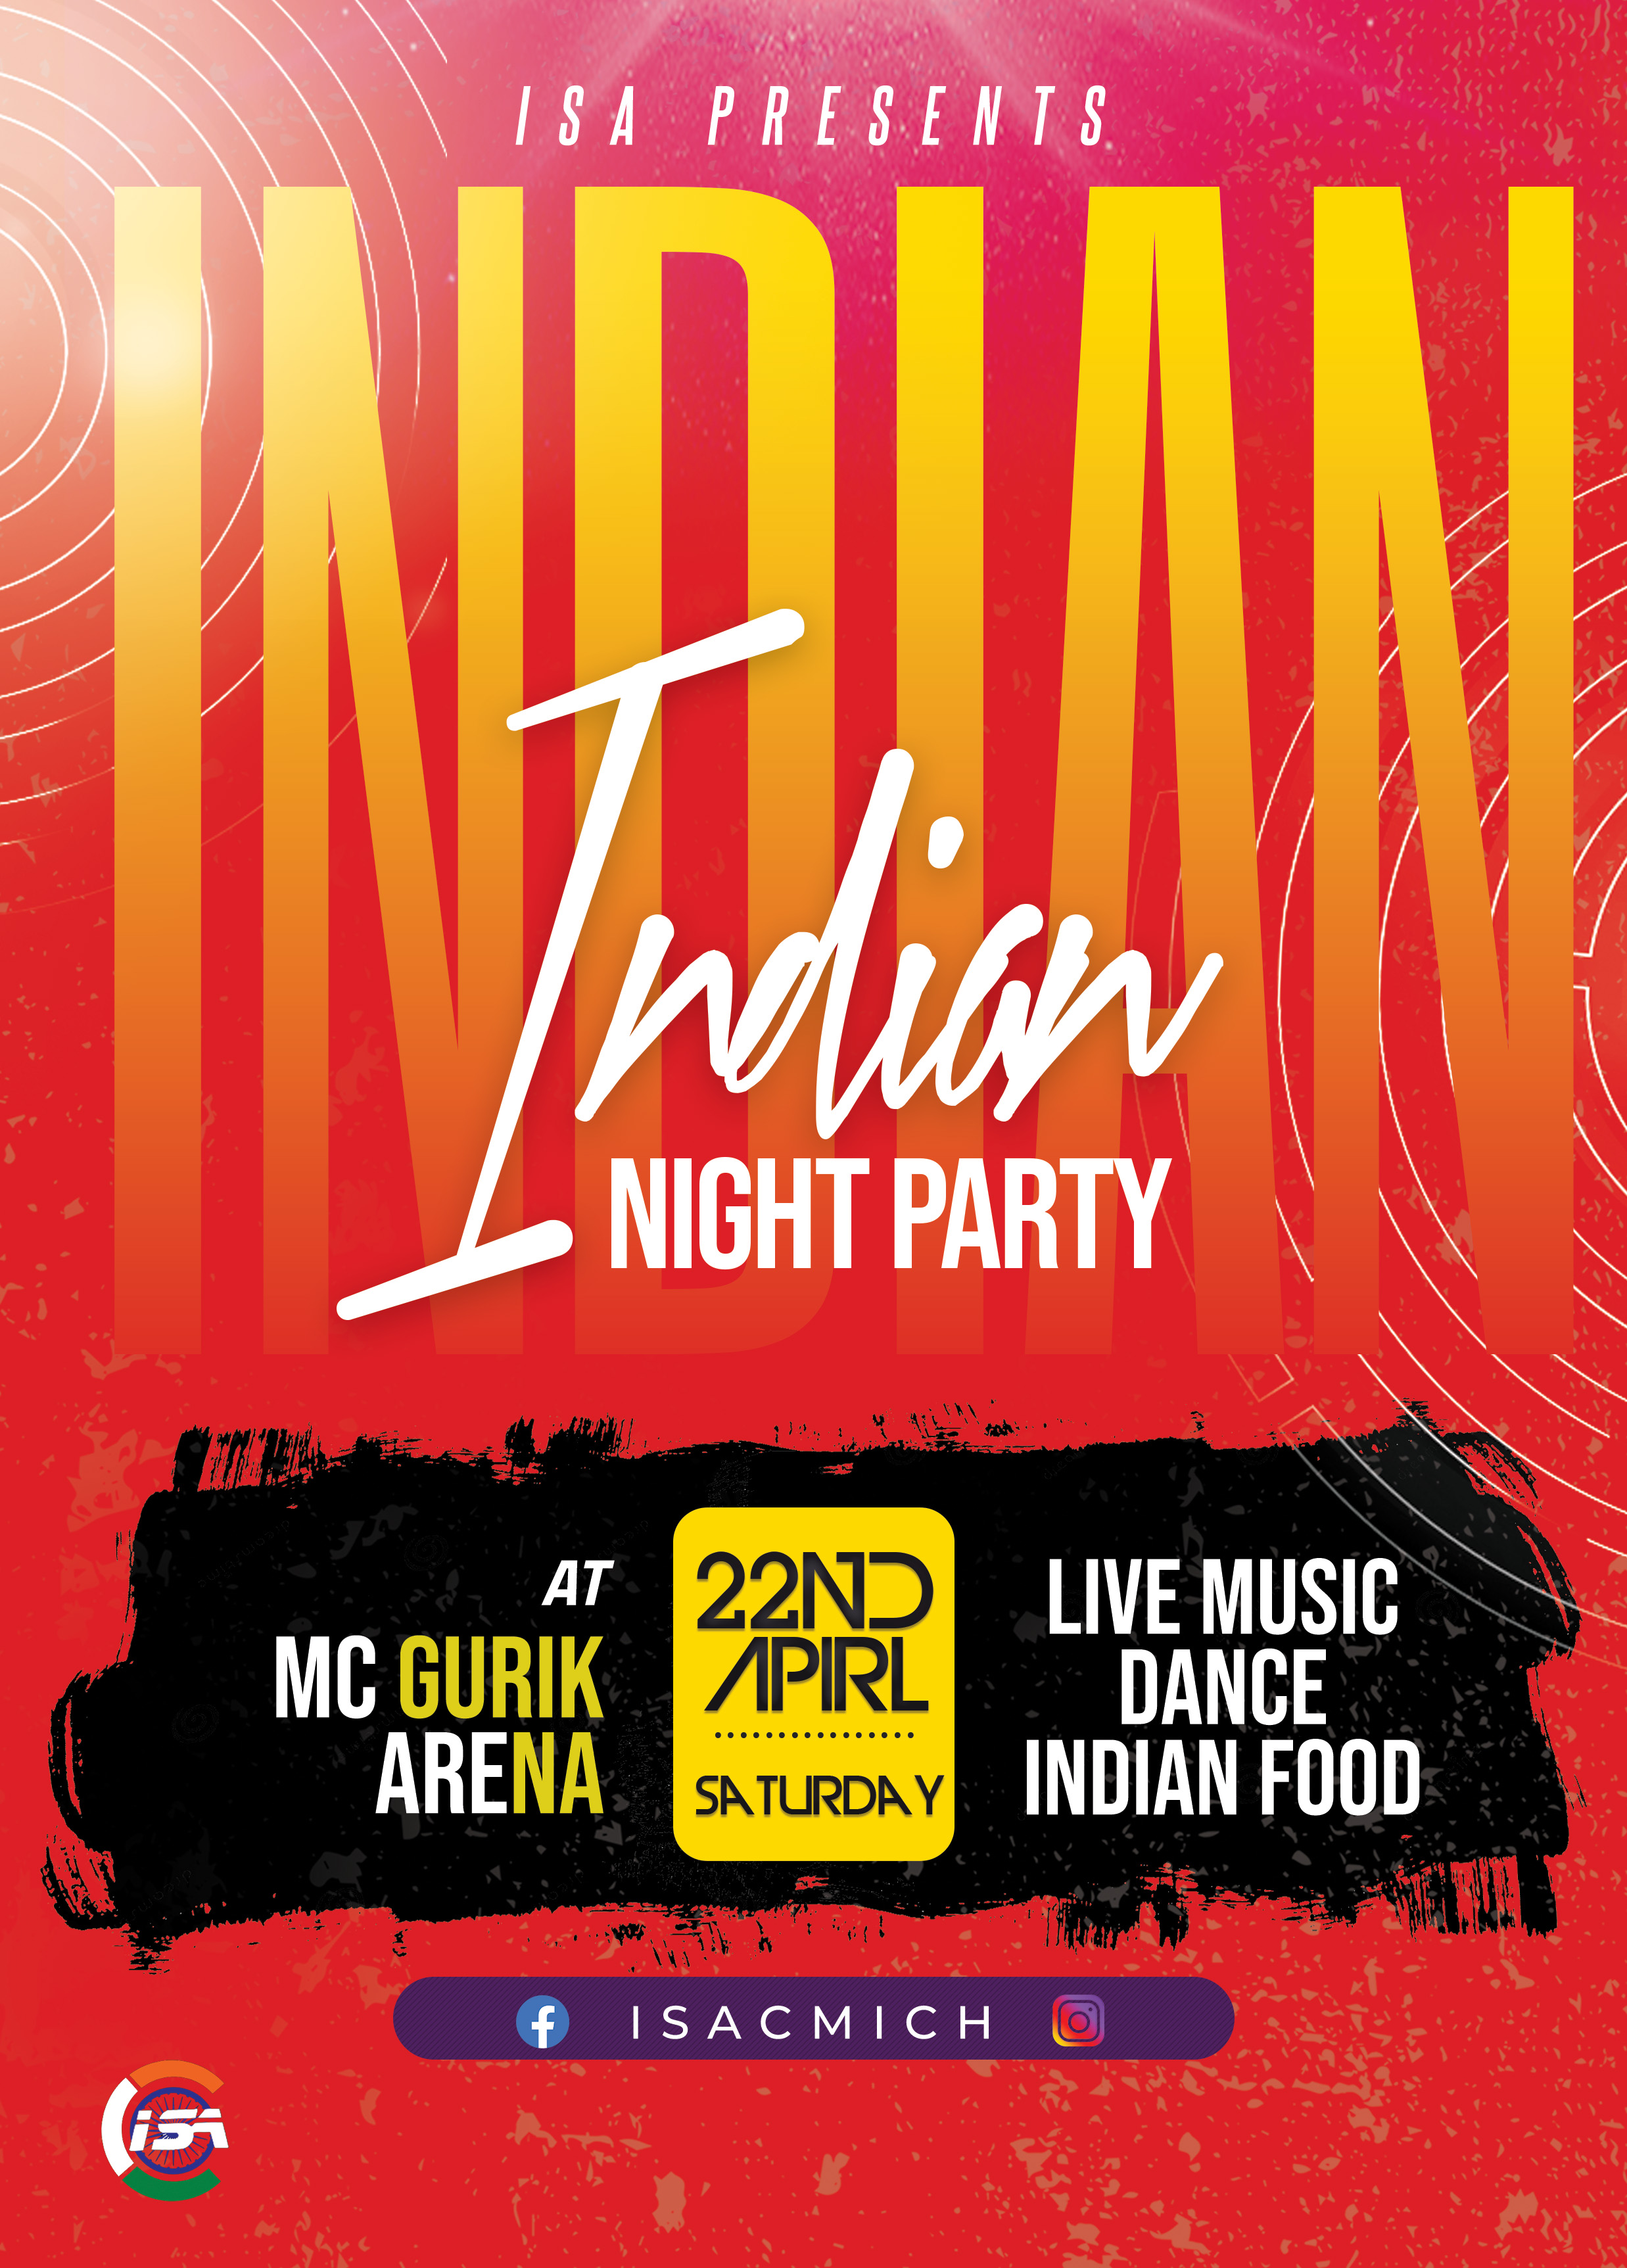 ISA PRESENTS
INDIAN
Indian
NIGHT PARTY
AT
MC GURIK
ARENA
22ND
APIRL
SATURDAY
LIVE MUSIC
DANCE
INDIAN FOOD
ISACMICH
iSA